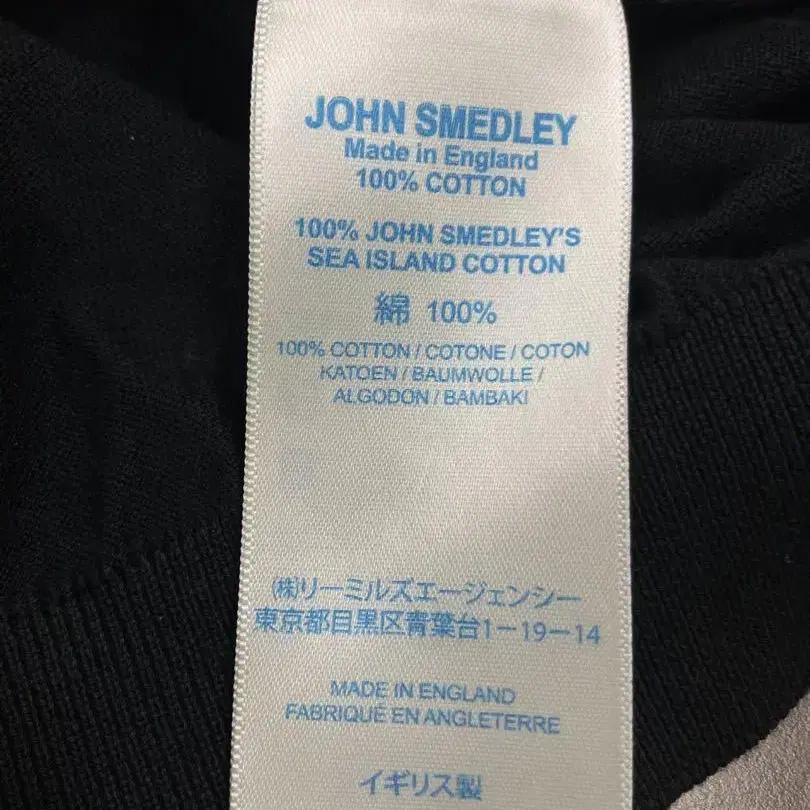 JOHN SMEDLEY
Made in England
100% COTTON
100% JOHN SMEDLEY'S
SEA ISLAND COTTON
綿 100%
100% COTTON / COTONE / COTON
KATOEN / BAUMWOLLE /
ALGODON / BAMBAKI
㈱リーミルズエージェンシー
東京都目黒区青葉台1-19-14
MADE IN ENGLAND
FABRIQUÉ EN ANGLETERRE
イギリス製